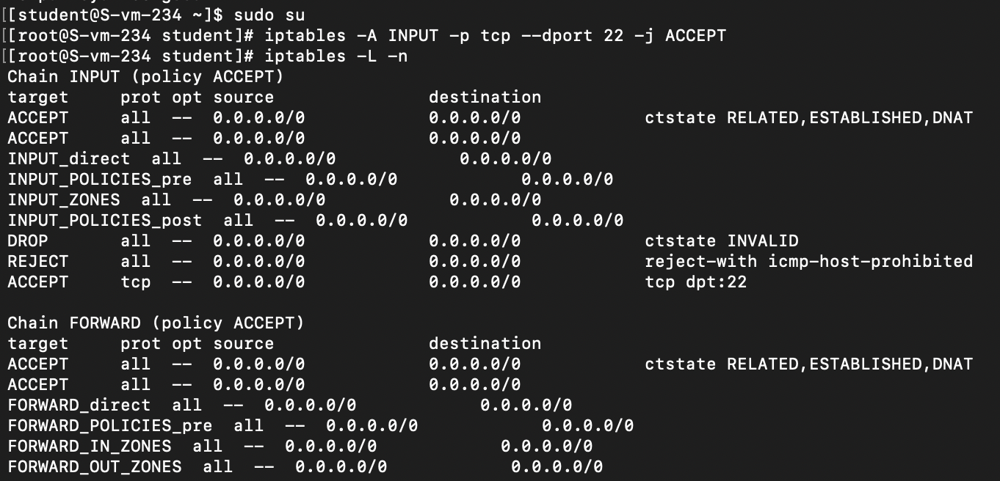 [[student@S-vm-234 ~]$ sudo su
[[root@S-vm-234 student]# iptables -A INPUT -p tcp --dport 22 -j ACCEPT
[[root@S-vm-234 student]# iptables -L -n
Chain INPUT (policy ACCEPT)
target     prot opt source               destination
ACCEPT     all  --  0.0.0.0/0            0.0.0.0/0            ctstate RELATED,ESTABLISHED,DNAT
ACCEPT     all  --  0.0.0.0/0            0.0.0.0/0
INPUT_direct  all  --  0.0.0.0/0            0.0.0.0/0
INPUT_POLICIES_pre  all  --  0.0.0.0/0            0.0.0.0/0
INPUT_ZONES  all  --  0.0.0.0/0            0.0.0.0/0
INPUT_POLICIES_post  all  --  0.0.0.0/0            0.0.0.0/0
DROP       all  --  0.0.0.0/0            0.0.0.0/0            ctstate INVALID
REJECT     all  --  0.0.0.0/0            0.0.0.0/0            reject-with icmp-host-prohibited
ACCEPT     tcp  --  0.0.0.0/0            0.0.0.0/0            tcp dpt:22

Chain FORWARD (policy ACCEPT)
target     prot opt source               destination
ACCEPT     all  --  0.0.0.0/0            0.0.0.0/0            ctstate RELATED,ESTABLISHED,DNAT
ACCEPT     all  --  0.0.0.0/0            0.0.0.0/0
FORWARD_direct  all  --  0.0.0.0/0            0.0.0.0/0
FORWARD_POLICIES_pre  all  --  0.0.0.0/0            0.0.0.0/0
FORWARD_IN_ZONES  all  --  0.0.0.0/0            0.0.0.0/0
FORWARD_OUT_ZONES  all  --  0.0.0.0/0            0.0.0.0/0